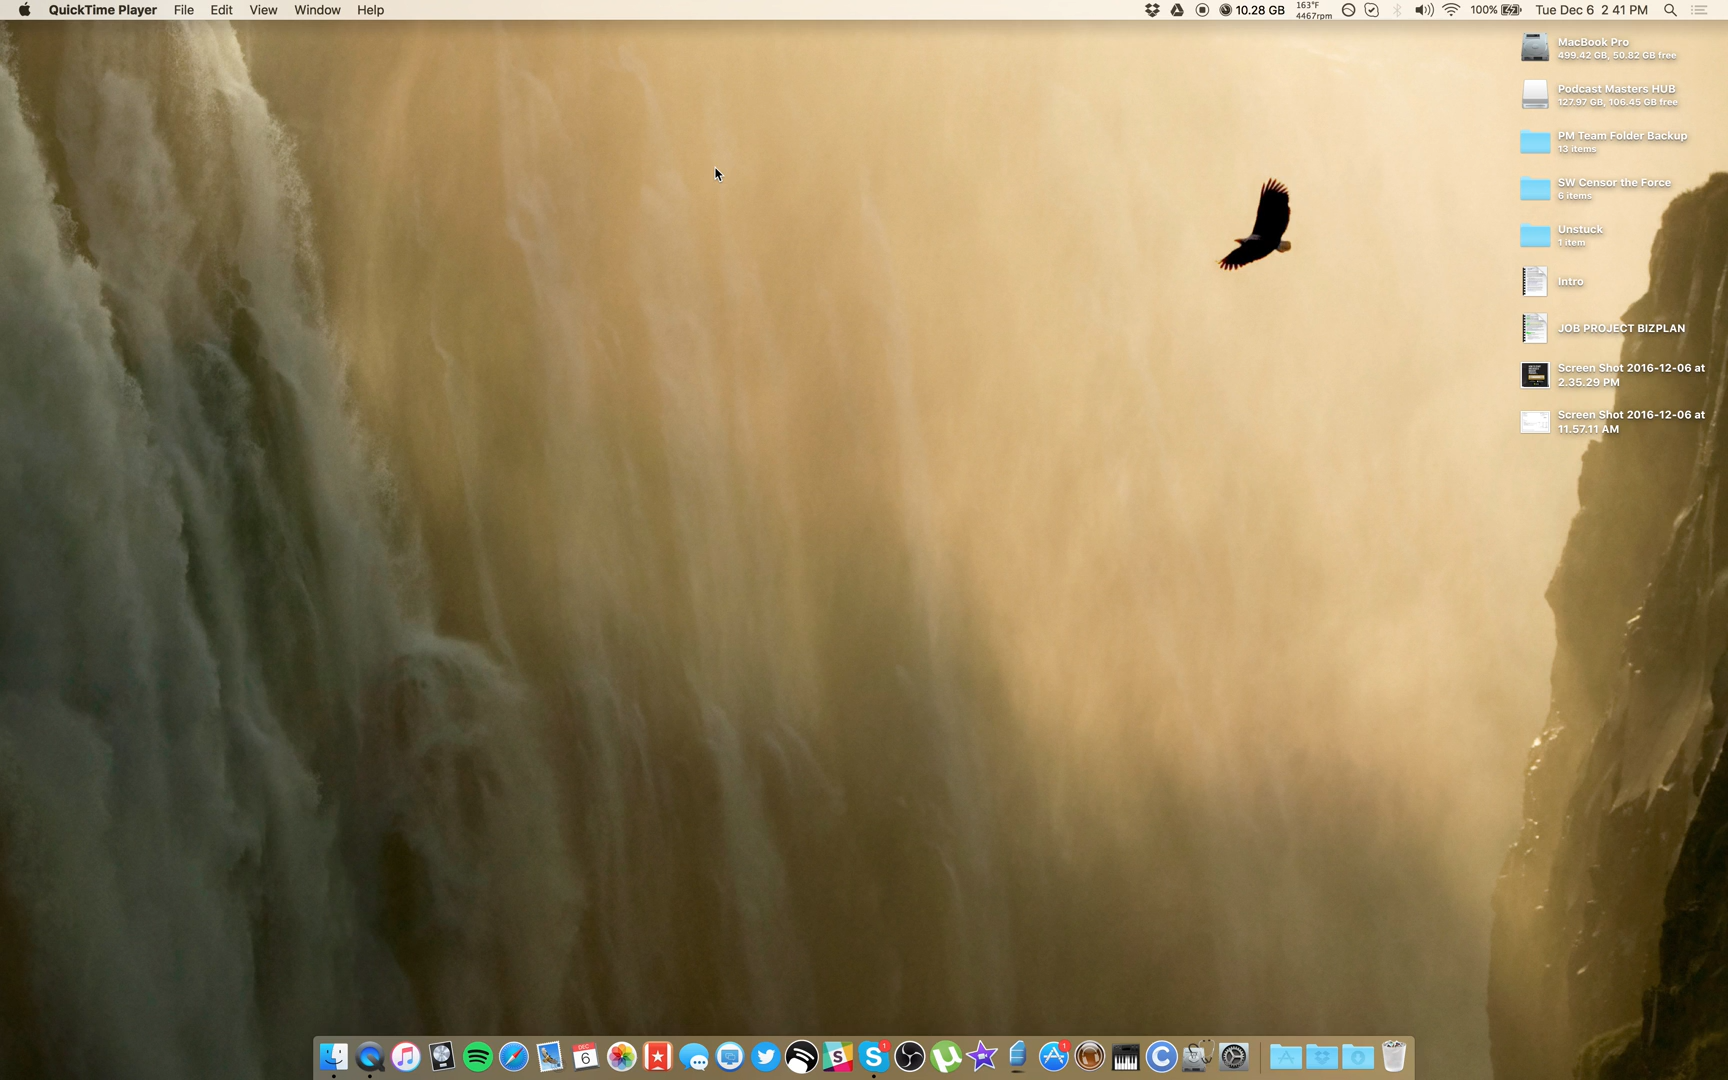 QuickTime Player File Edit View Window Help 10.28 GB 163°F 4467rpm 100% Tue Dec 6 2 41 PM
MacBook Pro
499.42 GB, 50.82 GB free
Podcast Masters HUB
127.97 GB, 106.45 GB free
PM Team Folder Backup
13 items
SW Censor the Force
6 items
Unstuck
1 item
Intro
JOB PROJECT BIZPLAN
Screen Shot 2016-12-06 at
2.35.29 PM
Screen Shot 2016-12-06 at
11.57.11 AM
DEC
6
1
1